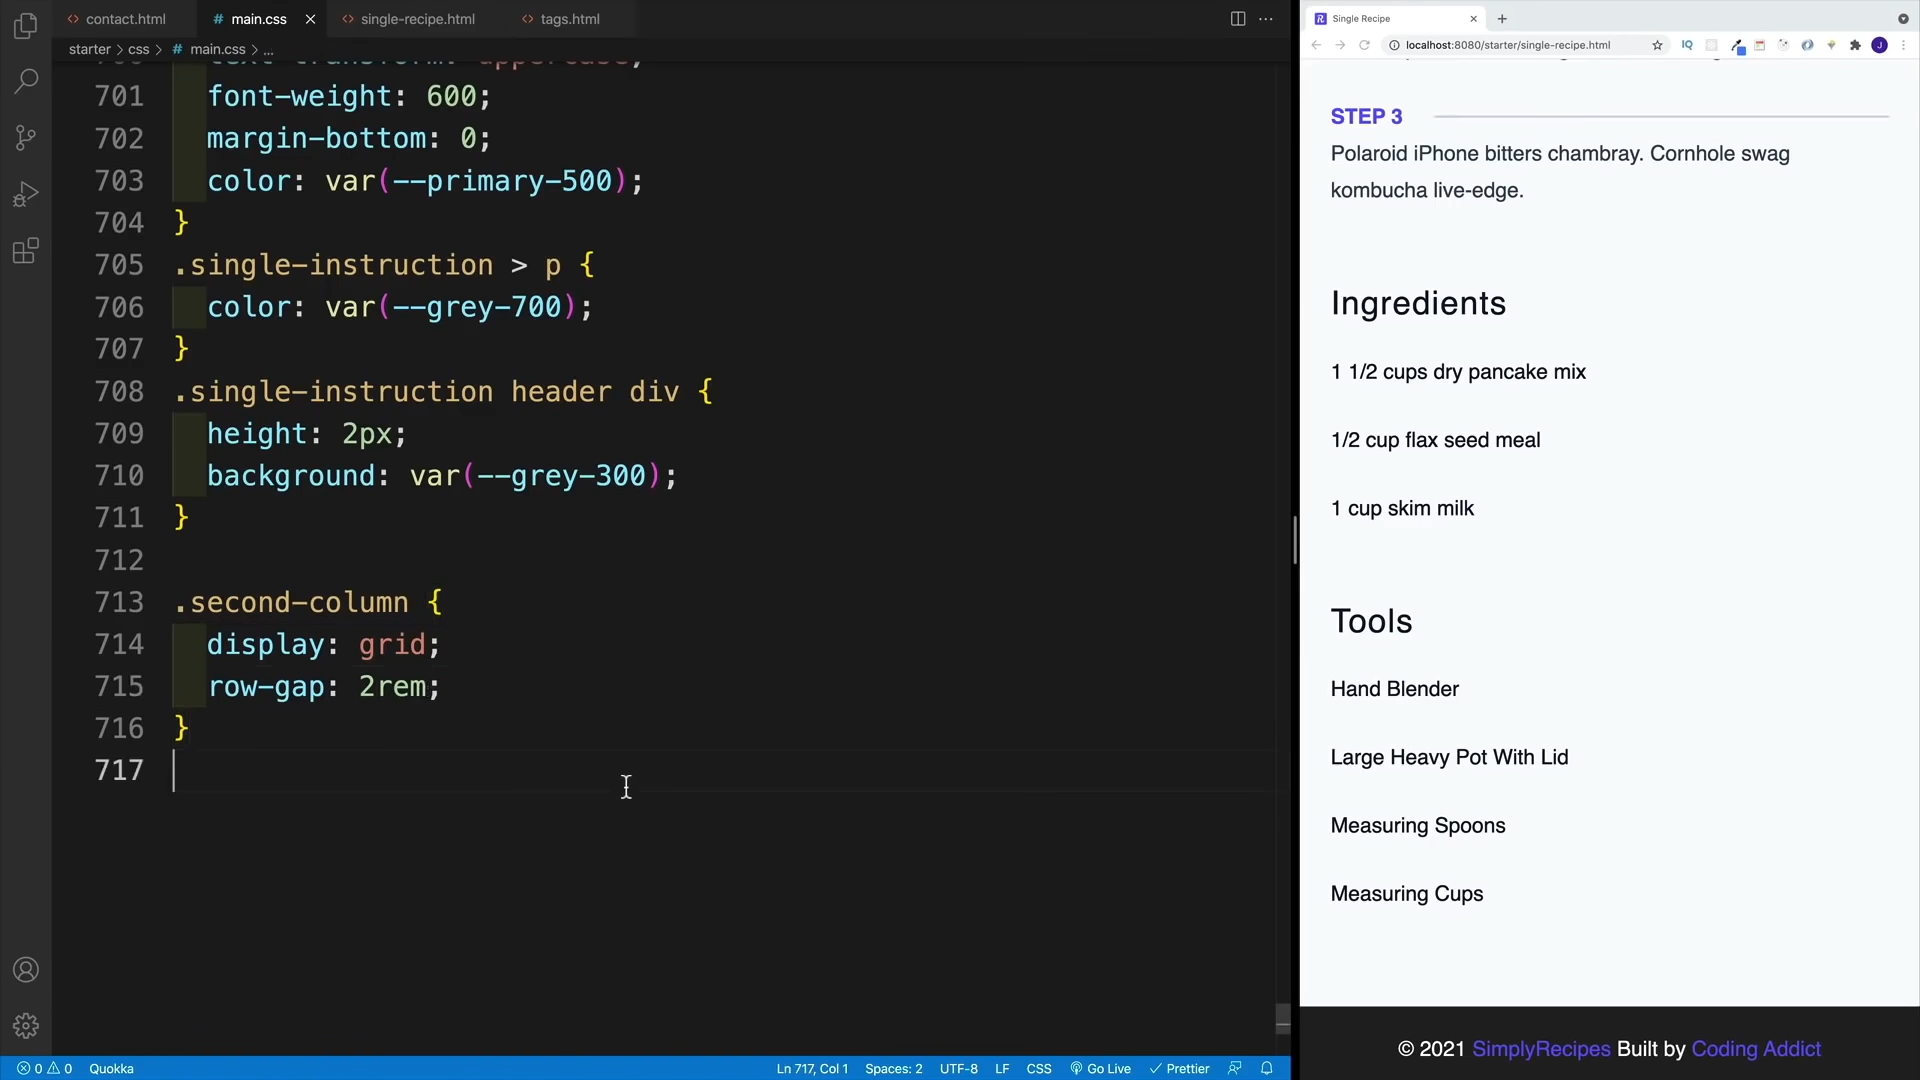 contact.html
main.css
single-recipe.html
tags.html
starter > css > # main.css > ...
701 font-weight: 600;
702 margin-bottom: 0;
703 color: var(--primary-500);
704 }
705 .single-instruction > p {
706 color: var(--grey-700);
707 }
708 .single-instruction header div {
709 height: 2px;
710 background: var(--grey-300);
711 }
712
713 .second-column {
714 display: grid;
715 row-gap: 2rem;
716 }
717
0 0 Quokka
Ln 717, Col 1 Spaces: 2 UTF-8 LF CSS Go Live Prettier
Single Recipe
localhost:8080/starter/single-recipe.html
STEP 3
Polaroid iPhone bitters chambray. Cornhole swag
kombucha live-edge.
Ingredients
1 1/2 cups dry pancake mix
1/2 cup flax seed meal
1 cup skim milk
Tools
Hand Blender
Large Heavy Pot With Lid
Measuring Spoons
Measuring Cups
© 2021 SimplyRecipes Built by Coding Addict